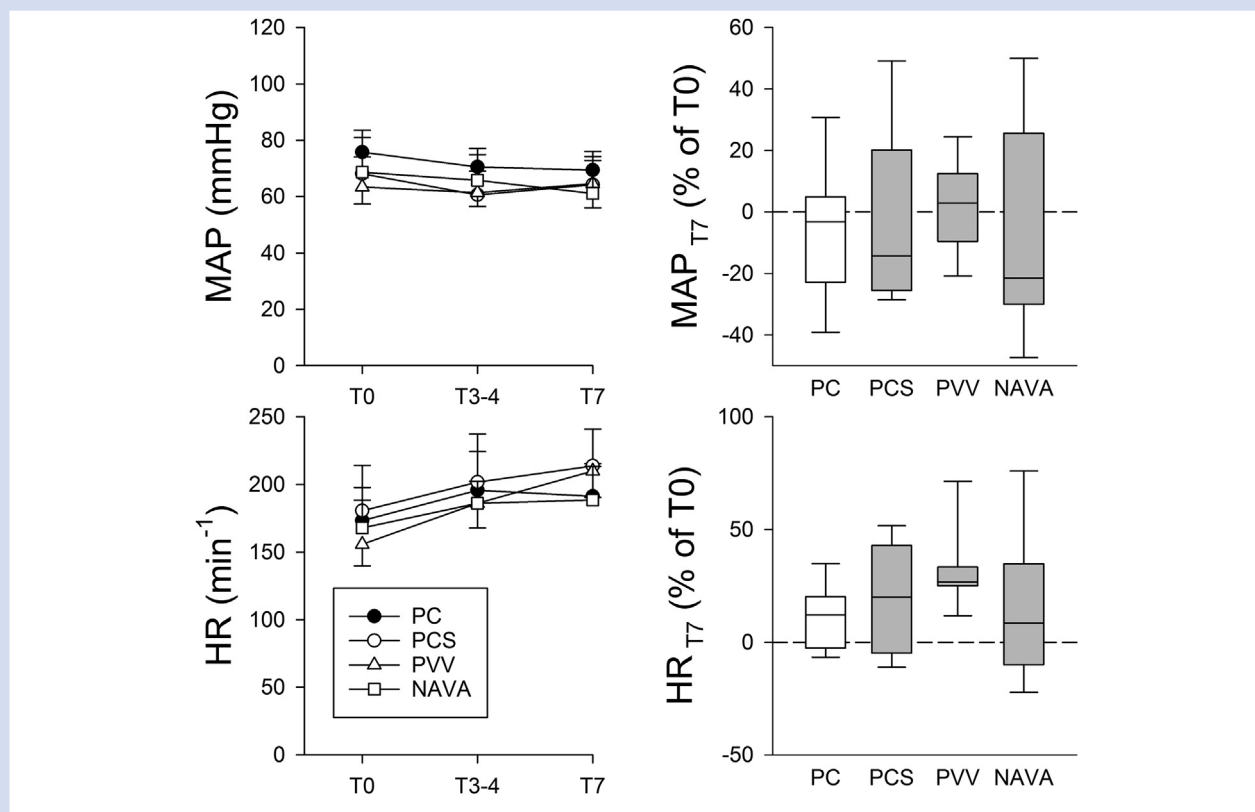 MAP (mmHg)
120
100
80
60
40
20
0
T0 T3-4 T7
MAP T7 (% of T0)
60
40
20
0
-20
-40
PC PCS PVV NAVA
HR (min-1)
250
200
150
100
50
0
PC
PCS
PVV
NAVA
T0 T3-4 T7
HR T7 (% of T0)
100
50
0
-50
PC PCS PVV NAVA